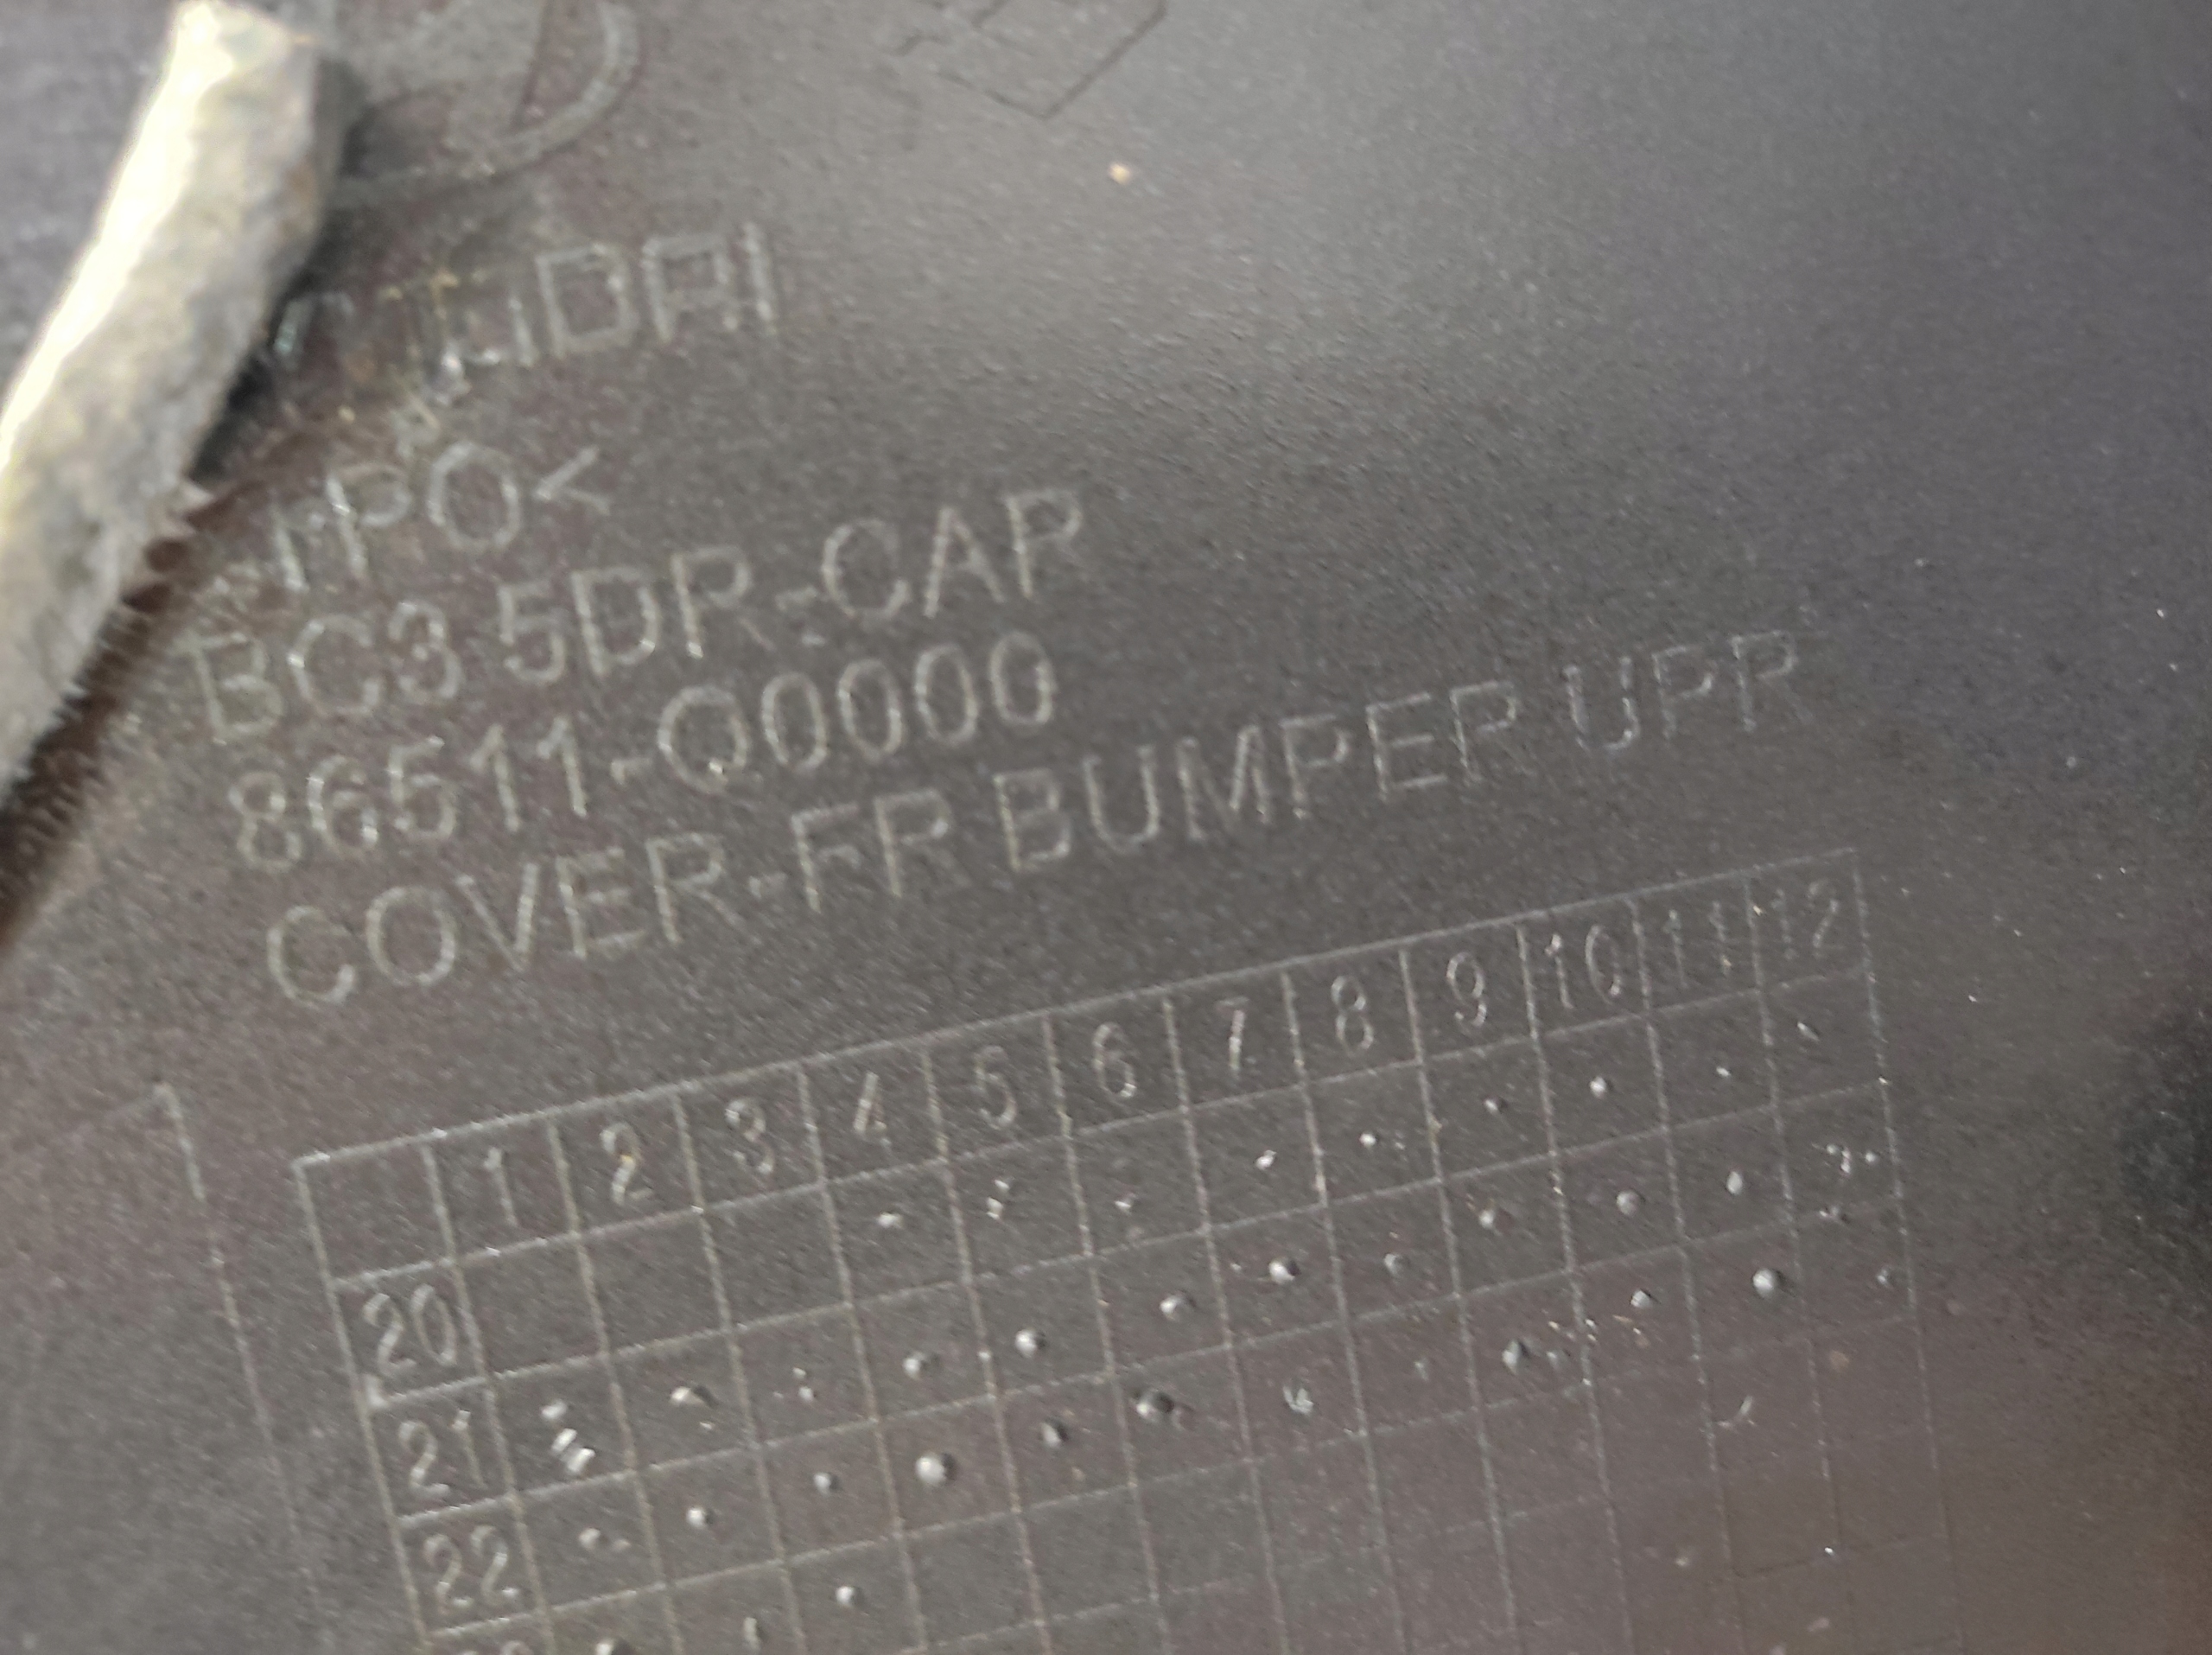 TPO<
BC3 5DR-CAR
86511-Q0000
COVER-FR BUMPER UPR
1 2 3 4 5 6 7 8 9 10 11 12
20
21
22